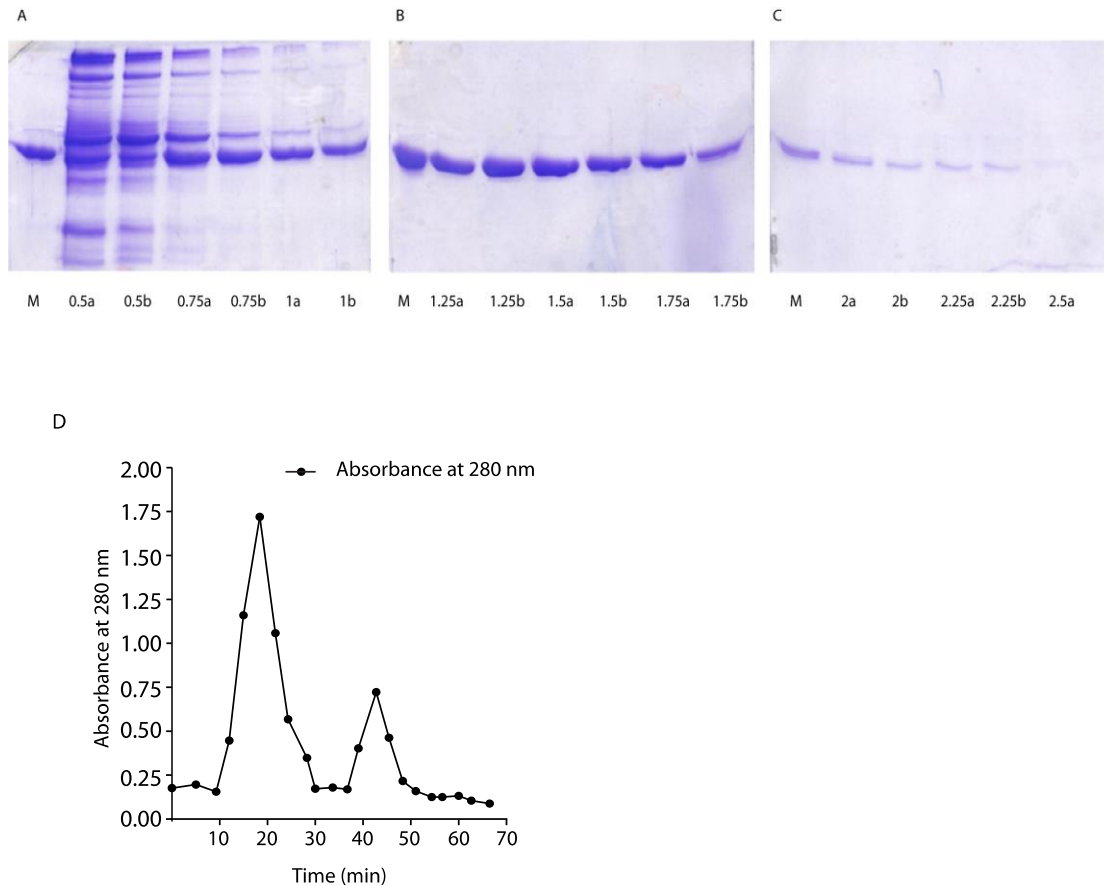 A
B
C
M 0.5a 0.5b 0.75a 0.75b 1a 1b
M 1.25a 1.25b 1.5a 1.5b 1.75a 1.75b
M 2a 2b 2.25a 2.25b 2.5a
D
Absorbance at 280 nm
2.00
1.75
1.50
1.25
1.00
0.75
0.50
0.25
0.00
Absorbance at 280 nm
10 20 30 40 50 60 70
Time (min)